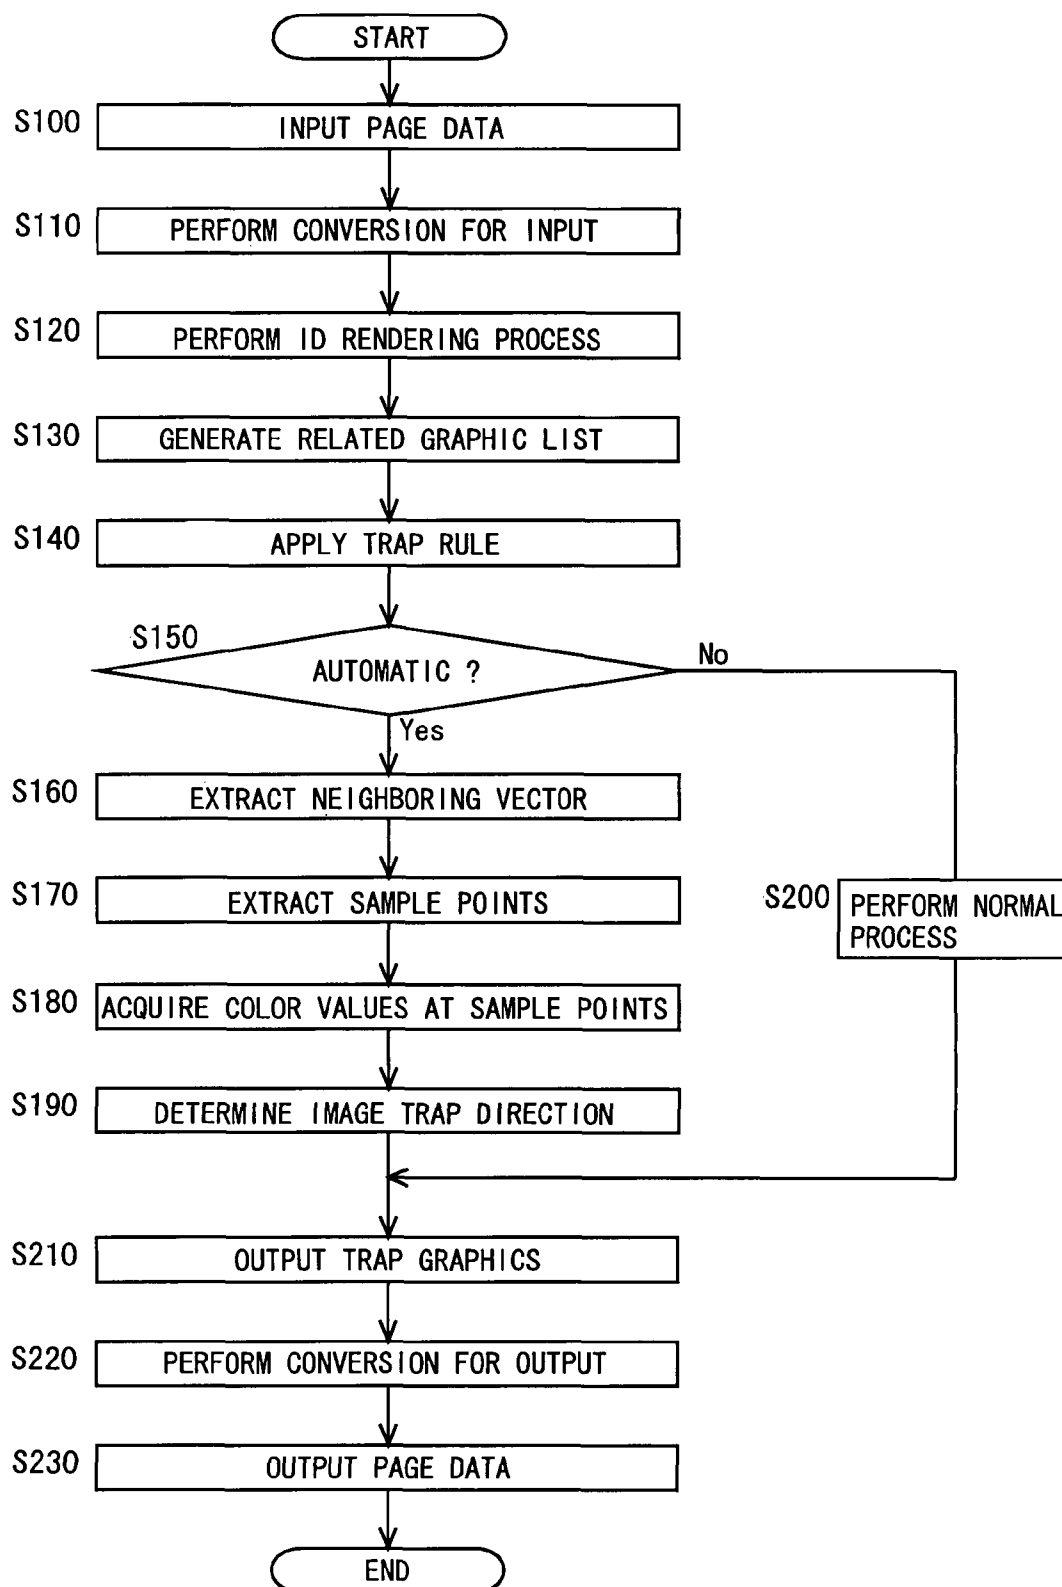 START
S100
INPUT PAGE DATA
S110
PERFORM CONVERSION FOR INPUT
S120
PERFORM ID RENDERING PROCESS
S130
GENERATE RELATED GRAPHIC LIST
S140
APPLY TRAP RULE
S150
AUTOMATIC ?
No
Yes
S160
EXTRACT NEIGHBORING VECTOR
S170
EXTRACT SAMPLE POINTS
S200
PERFORM NORMAL
PROCESS
S180
ACQUIRE COLOR VALUES AT SAMPLE POINTS
S190
DETERMINE IMAGE TRAP DIRECTION
S210
OUTPUT TRAP GRAPHICS
S220
PERFORM CONVERSION FOR OUTPUT
S230
OUTPUT PAGE DATA
END